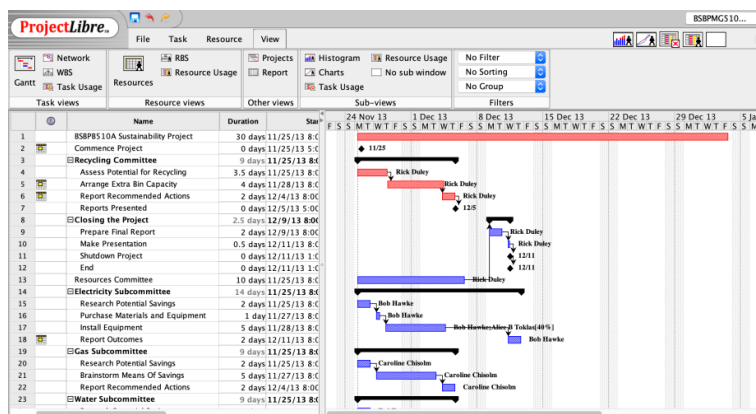 ProjectLibre
BSBPMG510...
File Task Resource View
Network
WBS
Task Usage
Gantt
Task views
RBS
Resource Usage
Resources
Resource views
Projects
Report
Other views
Histogram Resource Usage
Charts No sub window
Task Usage
Sub-views
No Filter
No Sorting
No Group
Filters
Name Duration Star
24 Nov 13 1 Dec 13 8 Dec 13 15 Dec 13 22 Dec 13 29 Dec 13 5 Ja
F S S M T W T F S S M T W T F S S M T W T F S S M T W T F S S M T W T F S S M T W T F S S M
1 BSBPB510A Sustainability Project 30 days 11/25/13 8:0
2 Commence Project 0 days 11/25/13 5:0 11/25
3 Recycling Committee 9 days 11/25/13 8:0
4 Assess Potential for Recycling 3.5 days 11/25/13 8:0 Rick Duley
5 Arrange Extra Bin Capacity 4 days 11/28/13 8:0 Rick Duley
6 Report Recommended Actions 2 days 12/4/13 8:00 Rick Duley
7 Reports Presented 0 days 12/5/13 5:00 12/5
8 Closing the Project 2.5 days 12/9/13 8:00
9 Prepare Final Report 2 days 12/9/13 8:00 Rick Duley
10 Make Presentation 0.5 days 12/11/13 8:0 Rick Duley
11 Shutdown Project 0 days 12/11/13 1:0 12/11
12 End 0 days 12/11/13 1:0 12/11
13 Resources Committee 10 days 11/25/13 8:0 Rick Duley
14 Electricity Subcommittee 14 days 11/25/13 8:0
15 Research Potential Savings 2 days 11/25/13 8:0 Bob Hawke
16 Purchase Materials and Equipment 1 day 11/27/13 8:0 Bob Hawke
17 Install Equipment 5 days 11/28/13 8:0 Bob Hawke;Alice B Toklas[40%]
18 Report Outcomes 2 days 12/11/13 8:0 Bob Hawke
19 Gas Subcommittee 9 days 11/25/13 8:0
20 Research Potential Savings 2 days 11/25/13 8:0 Caroline Chisolm
21 Brainstorm Means Of Savings 5 days 11/27/13 8:0 Caroline Chisolm
22 Report Recommended Actions 2 days 12/4/13 8:00 Caroline Chisolm
23 Water Subcommittee 9 days 11/25/13 8:0